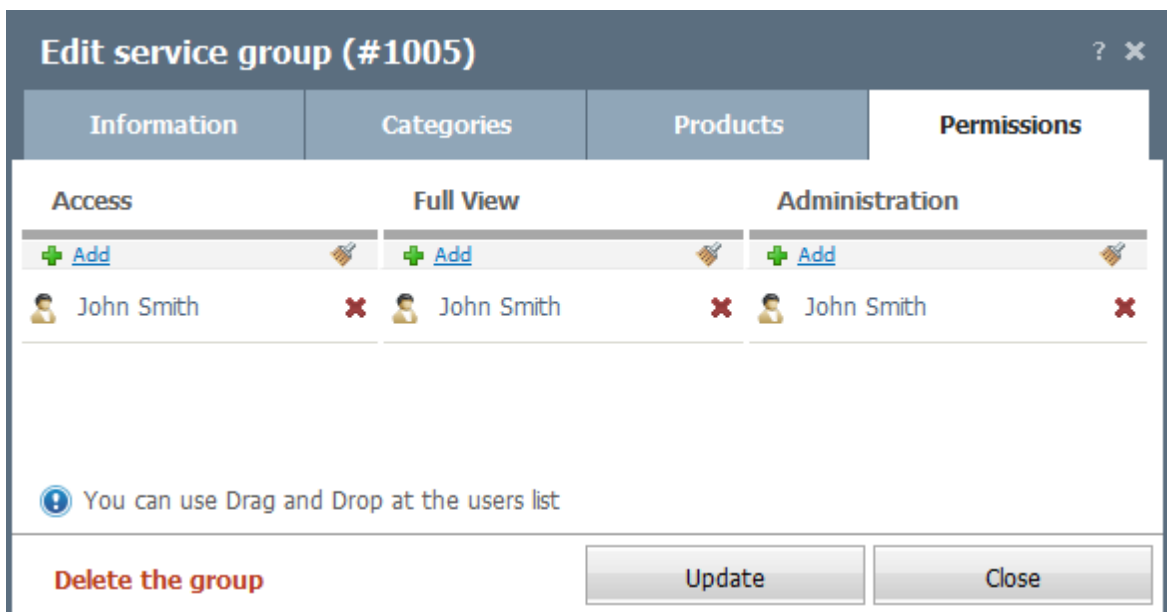 Edit service group (#1005) ?
Information Categories Products Permissions
Access Full View Administration
Add Add Add
John Smith John Smith John Smith
You can use Drag and Drop at the users list
Delete the group Update Close